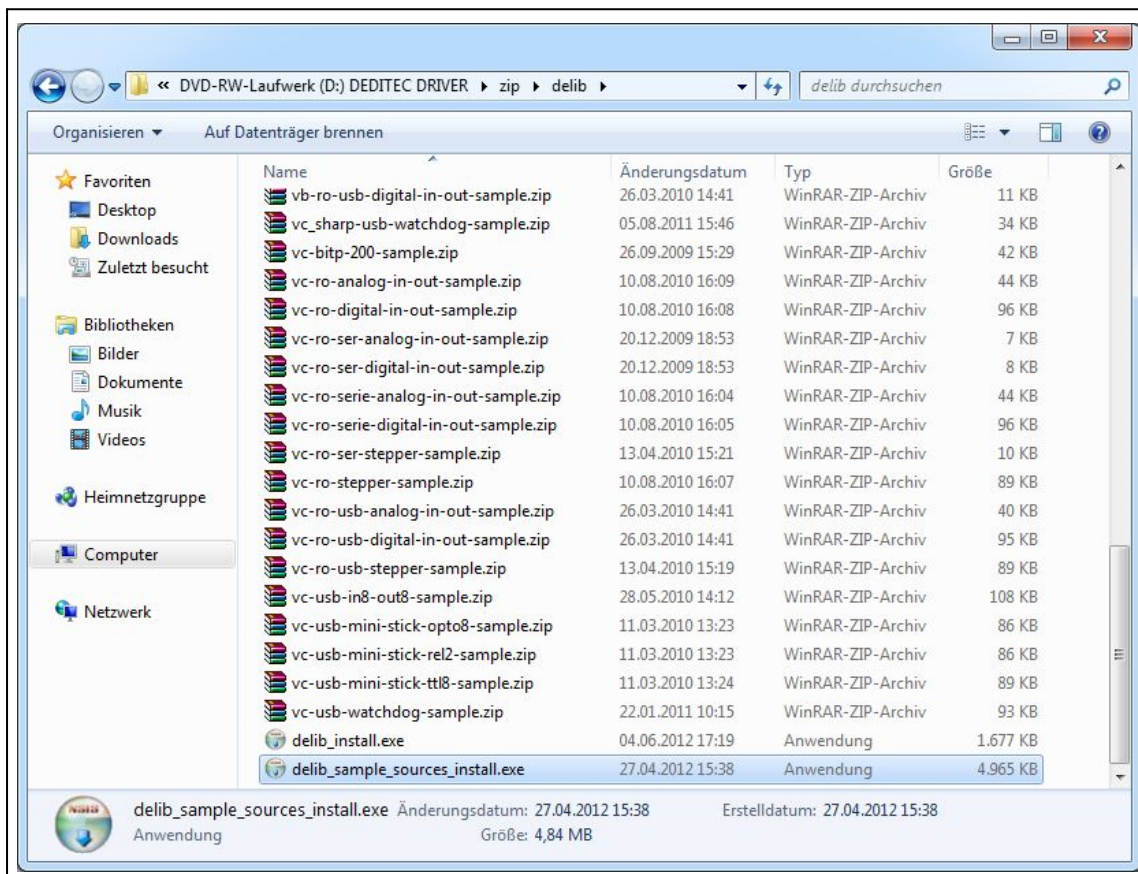 « DVD-RW-Laufwerk (D:) DEDITEC DRIVER ▸ zip ▸ delib ▸ delib durchsuchen
Organisieren ▾ Auf Datenträger brennen
Favoriten
Desktop
Downloads
Zuletzt besucht
Bibliotheken
Bilder
Dokumente
Musik
Videos
Heimnetzgruppe
Computer
Netzwerk
Name Änderungsdatum Typ Größe
vb-ro-usb-digital-in-out-sample.zip 26.03.2010 14:41 WinRAR-ZIP-Archiv 11 KB
vc_sharp-usb-watchdog-sample.zip 05.08.2011 15:46 WinRAR-ZIP-Archiv 34 KB
vc-bitp-200-sample.zip 26.09.2009 15:29 WinRAR-ZIP-Archiv 42 KB
vc-ro-analog-in-out-sample.zip 10.08.2010 16:09 WinRAR-ZIP-Archiv 44 KB
vc-ro-digital-in-out-sample.zip 10.08.2010 16:08 WinRAR-ZIP-Archiv 96 KB
vc-ro-ser-analog-in-out-sample.zip 20.12.2009 18:53 WinRAR-ZIP-Archiv 7 KB
vc-ro-ser-digital-in-out-sample.zip 20.12.2009 18:53 WinRAR-ZIP-Archiv 8 KB
vc-ro-serie-analog-in-out-sample.zip 10.08.2010 16:04 WinRAR-ZIP-Archiv 44 KB
vc-ro-serie-digital-in-out-sample.zip 10.08.2010 16:05 WinRAR-ZIP-Archiv 96 KB
vc-ro-ser-stepper-sample.zip 13.04.2010 15:21 WinRAR-ZIP-Archiv 10 KB
vc-ro-stepper-sample.zip 10.08.2010 16:07 WinRAR-ZIP-Archiv 89 KB
vc-ro-usb-analog-in-out-sample.zip 26.03.2010 14:41 WinRAR-ZIP-Archiv 40 KB
vc-ro-usb-digital-in-out-sample.zip 26.03.2010 14:41 WinRAR-ZIP-Archiv 95 KB
vc-ro-usb-stepper-sample.zip 13.04.2010 15:19 WinRAR-ZIP-Archiv 89 KB
vc-usb-in8-out8-sample.zip 28.05.2010 14:12 WinRAR-ZIP-Archiv 108 KB
vc-usb-mini-stick-opto8-sample.zip 11.03.2010 13:23 WinRAR-ZIP-Archiv 86 KB
vc-usb-mini-stick-rel2-sample.zip 11.03.2010 13:23 WinRAR-ZIP-Archiv 86 KB
vc-usb-mini-stick-ttl8-sample.zip 11.03.2010 13:24 WinRAR-ZIP-Archiv 89 KB
vc-usb-watchdog-sample.zip 22.01.2011 10:15 WinRAR-ZIP-Archiv 93 KB
delib_install.exe 04.06.2012 17:19 Anwendung 1.677 KB
delib_sample_sources_install.exe 27.04.2012 15:38 Anwendung 4.965 KB
delib_sample_sources_install.exe Änderungsdatum: 27.04.2012 15:38 Erstelldatum: 27.04.2012 15:38
Anwendung Größe: 4,84 MB